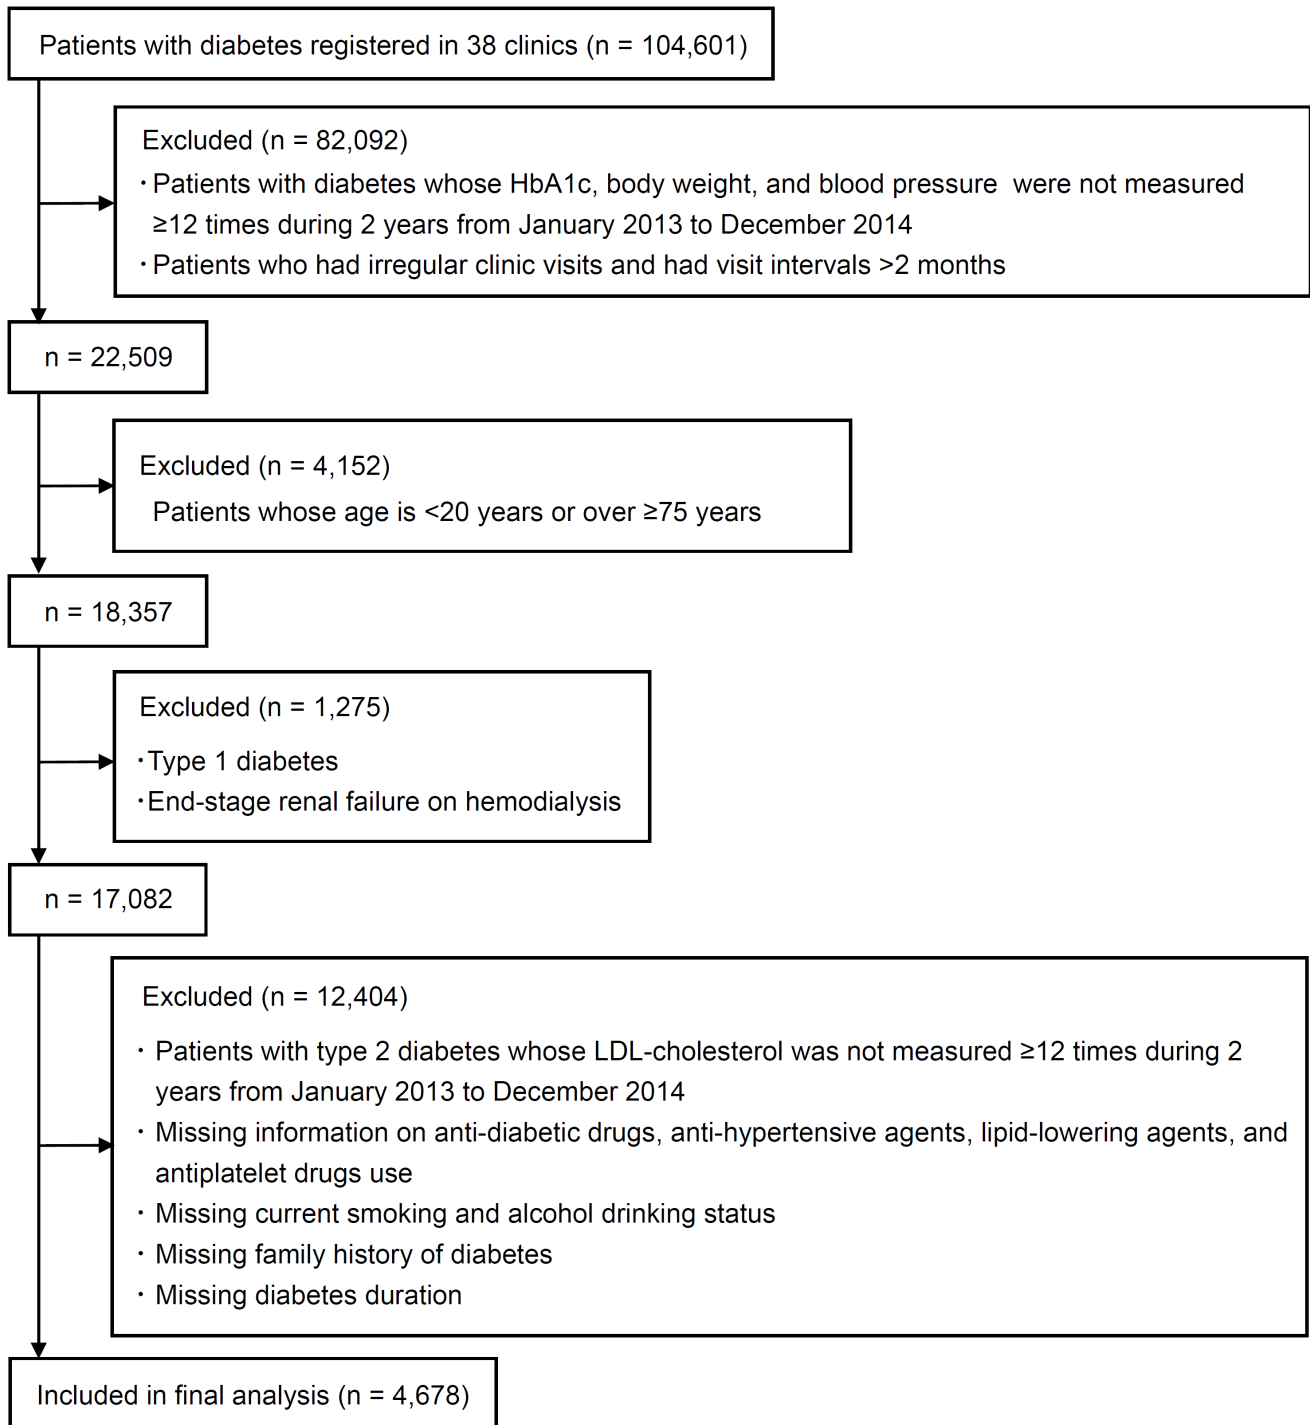 Patients with diabetes registered in 38 clinics (n = 104,601)
Excluded (n = 82,092)
・Patients with diabetes whose HbA1c, body weight, and blood pressure were not measured
≥12 times during 2 years from January 2013 to December 2014
・Patients who had irregular clinic visits and had visit intervals >2 months
n = 22,509
Excluded (n = 4,152)
Patients whose age is <20 years or over ≥75 years
n = 18,357
Excluded (n = 1,275)
・Type 1 diabetes
・End-stage renal failure on hemodialysis
n = 17,082
Excluded (n = 12,404)
・Patients with type 2 diabetes whose LDL-cholesterol was not measured ≥12 times during 2
years from January 2013 to December 2014
・Missing information on anti-diabetic drugs, anti-hypertensive agents, lipid-lowering agents, and
antiplatelet drugs use
・Missing current smoking and alcohol drinking status
・Missing family history of diabetes
・Missing diabetes duration
Included in final analysis (n = 4,678)